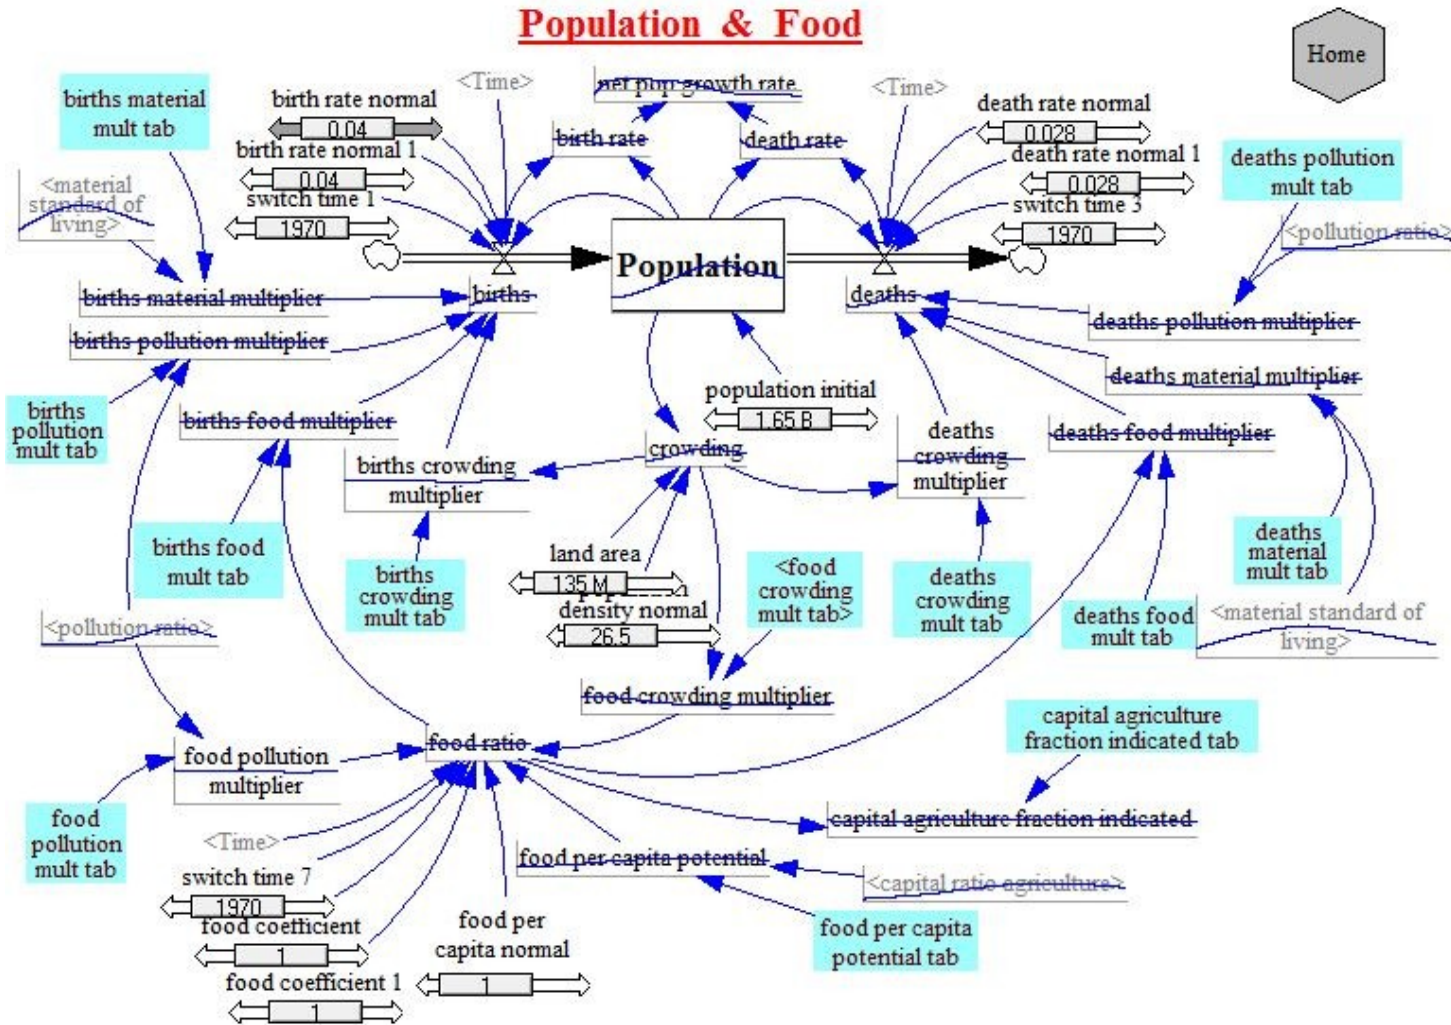 Population & Food
Home
births material
mult tab
birth rate normal
0.04
birth rate normal 1
0.04
switch time 1
1970
<Time>
net pop growth rate
birth rate
death rate
<Time>
death rate normal
0.028
death rate normal 1
0.028
switch time 3
1970
deaths pollution
mult tab
<pollution ratio>
<material
standard of
living>
Population
births material multiplier
births
deaths
births pollution multiplier
deaths pollution multiplier
deaths material multiplier
births
pollution
mult tab
births food multiplier
population initial
1.65 B
deaths
crowding
multiplier
deaths food multiplier
crowding
births crowding
multiplier
births food
mult tab
births
crowding
mult tab
land area
135 M
density normal
26.5
<food
crowding
mult tab>
deaths
crowding
mult tab
deaths food
mult tab
deaths
material
mult tab
<material standard of
living>
<pollution ratio>
food crowding multiplier
food ratio
capital agriculture
fraction indicated tab
food pollution
multiplier
food
pollution
mult tab
capital agriculture fraction indicated
<Time>
food per capita potential
<capital ratio agriculture>
switch time 7
1970
food coefficient
1
food coefficient 1
1
food per
capita normal
1
food per capita
potential tab